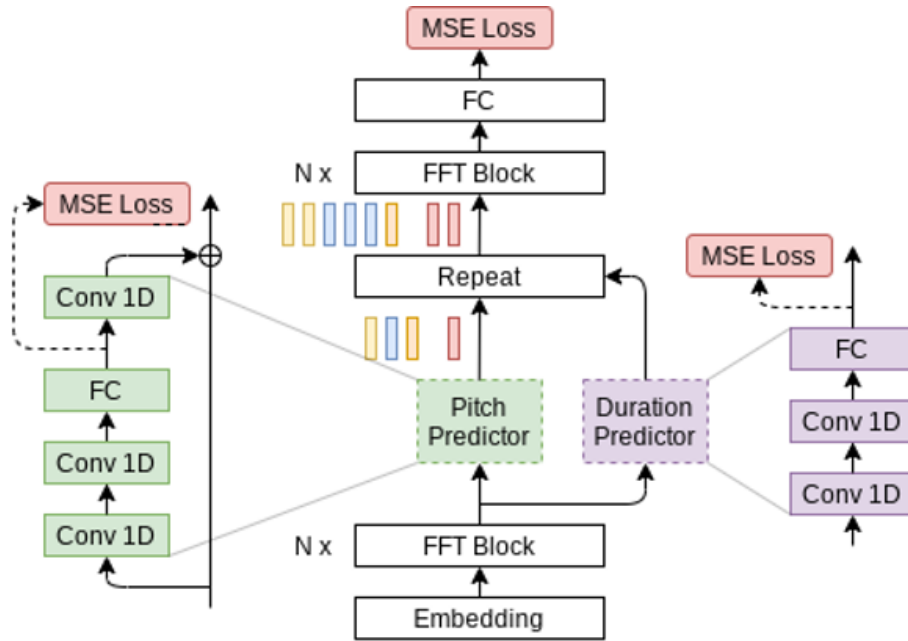 MSE Loss
FC
N x
FFT Block
MSE Loss
Repeat
MSE Loss
Conv 1D
FC
FC
Pitch
Predictor
Duration
Predictor
Conv 1D
Conv 1D
Conv 1D
Conv 1D
N x
FFT Block
Embedding